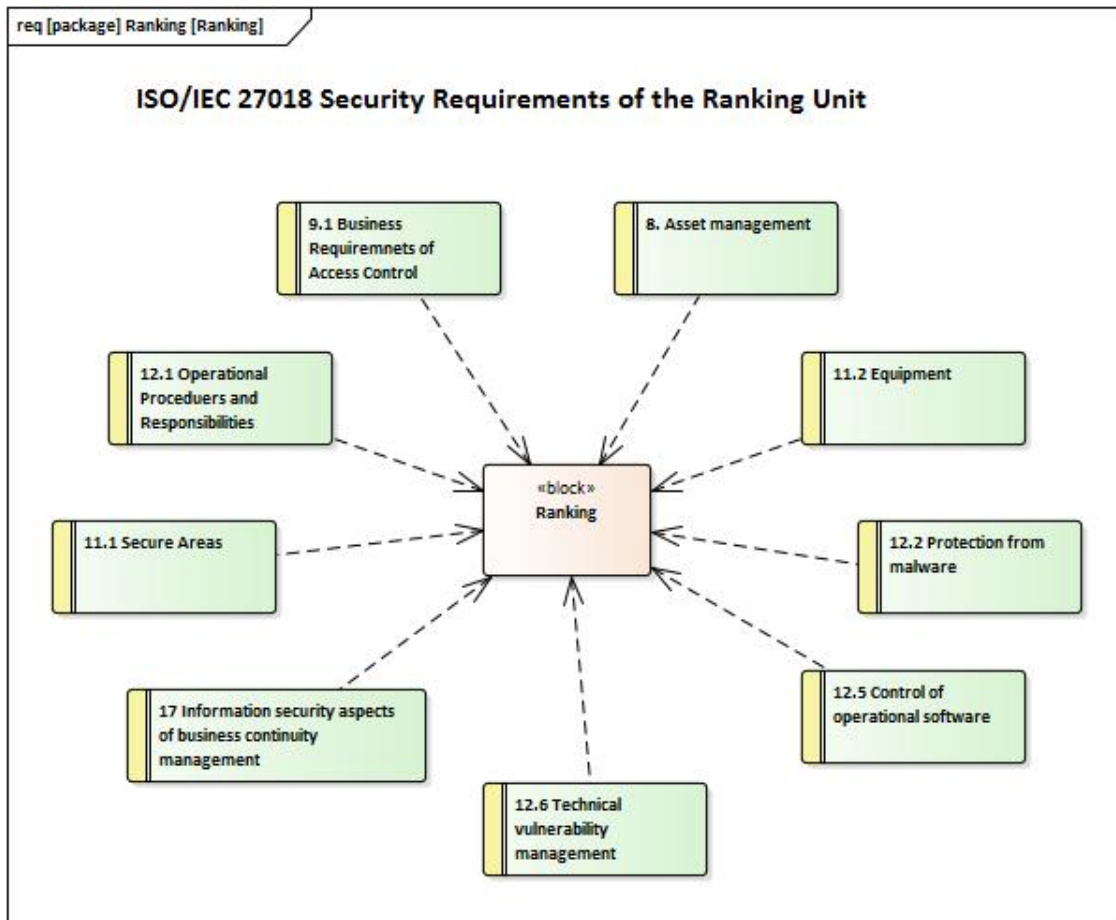 req [package] Ranking [Ranking]
ISO/IEC 27018 Security Requirements of the Ranking Unit
9.1 Business
Requiremnets of
Access Control
8. Asset management
12.1 Operational
Proceduers and
Responsibilities
11.2 Equipment
«block»
Ranking
11.1 Secure Areas
12.2 Protection from
malware
17 Information security aspects
of business continuity
management
12.5 Control of
operational software
12.6 Technical
vulnerability
management